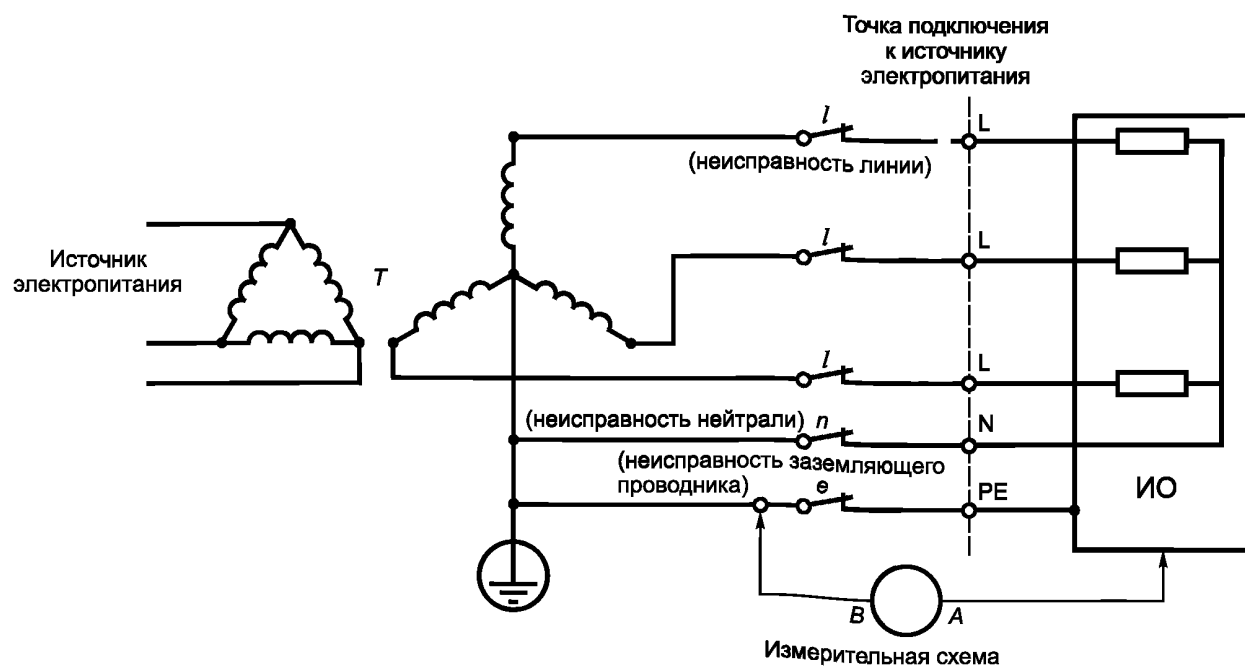 Точка подключения
к источнику
электропитания
l
L
(неисправность линии)
l
L
Источник
электропитания
T
l
L
(неисправность нейтрали)
n
N
(неисправность заземляющего
проводника)
e
PE
ИО
B
A
Измерительная схема